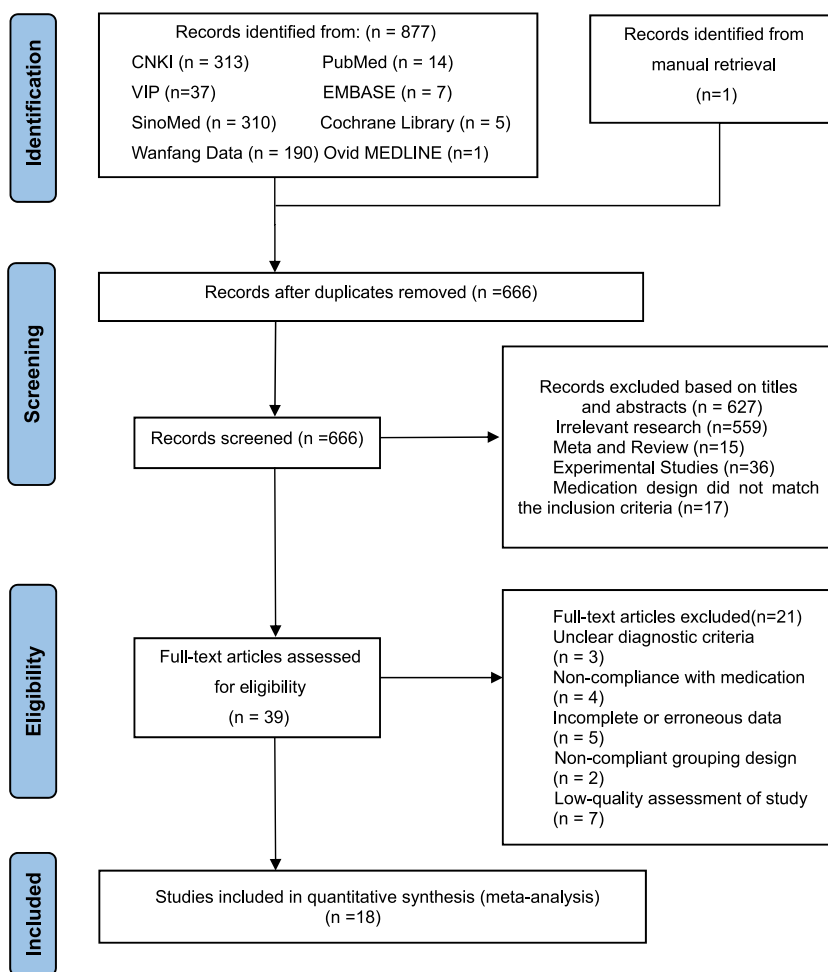 Identification
Records identified from: (n = 877)
CNKI (n = 313) PubMed (n = 14)
VIP (n=37) EMBASE (n = 7)
SinoMed (n = 310) Cochrane Library (n = 5)
Wanfang Data (n = 190) Ovid MEDLINE (n=1)
Records identified from
manual retrieval
(n=1)
Screening
Records after duplicates removed (n =666)
Records screened (n =666)
Records excluded based on titles
and abstracts (n = 627)
Irrelevant research (n=559)
Meta and Review (n=15)
Experimental Studies (n=36)
Medication design did not match
the inclusion criteria (n=17)
Eligibility
Full-text articles assessed
for eligibility
(n = 39)
Full-text articles excluded(n=21)
Unclear diagnostic criteria
(n = 3)
Non-compliance with medication
(n = 4)
Incomplete or erroneous data
(n = 5)
Non-compliant grouping design
(n = 2)
Low-quality assessment of study
(n = 7)
Included
Studies included in quantitative synthesis (meta-analysis)
(n =18)